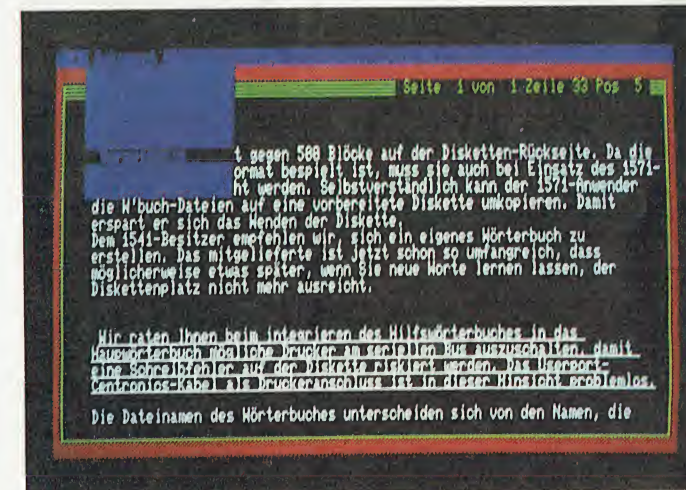 Seite 1 von 1 Zeile 33 Pos 5
t gegen 500 Blöcke auf der Disketten-Rückseite. Da die
ormat bespielt ist, muss sie auch bei Einsatz des 1571-
ht werden. Selbstverständlich kann der 1571-Anwender
die W'buch-Dateien auf eine vorbereitete Diskette umkopieren. Damit
erspart er sich das Wenden der Diskette.
Dem 1541-Besitzer empfehlen wir, sich ein eigenes Wörterbuch zu
erstellen. Das mitgelieferte ist jetzt schon so umfangreich, dass
möglicherweise etwas später, wenn Sie neue Worte lernen lassen, der
Diskettenplatz nicht mehr ausreicht.
Wir raten Ihnen beim integrieren des Hilfswörterbuches in das
Haupwörterbuch mögliche Drucker am seriellen Bus auszuschalten, damit
eine Schreibfehler auf der Diskette riskiert werden. Das Userport-
Centronics-Kabel als Druckeranschluss ist in dieser Hinsicht problemlos.
Die Dateinamen des Wörterbuches unterscheiden sich von den Namen, die